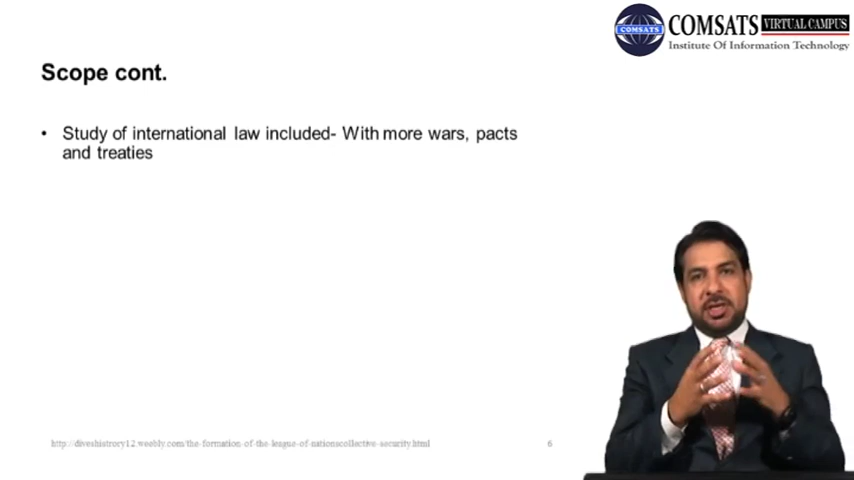 COMSATS VIRTUAL CAMPUS
COMSATS
Institute Of Information Technology
Scope cont.
• Study of international law included- With more wars, pacts
and treaties
http://diveshistrory12.weebly.com/the-formation-of-the-league-of-nationscollective-security.html
6